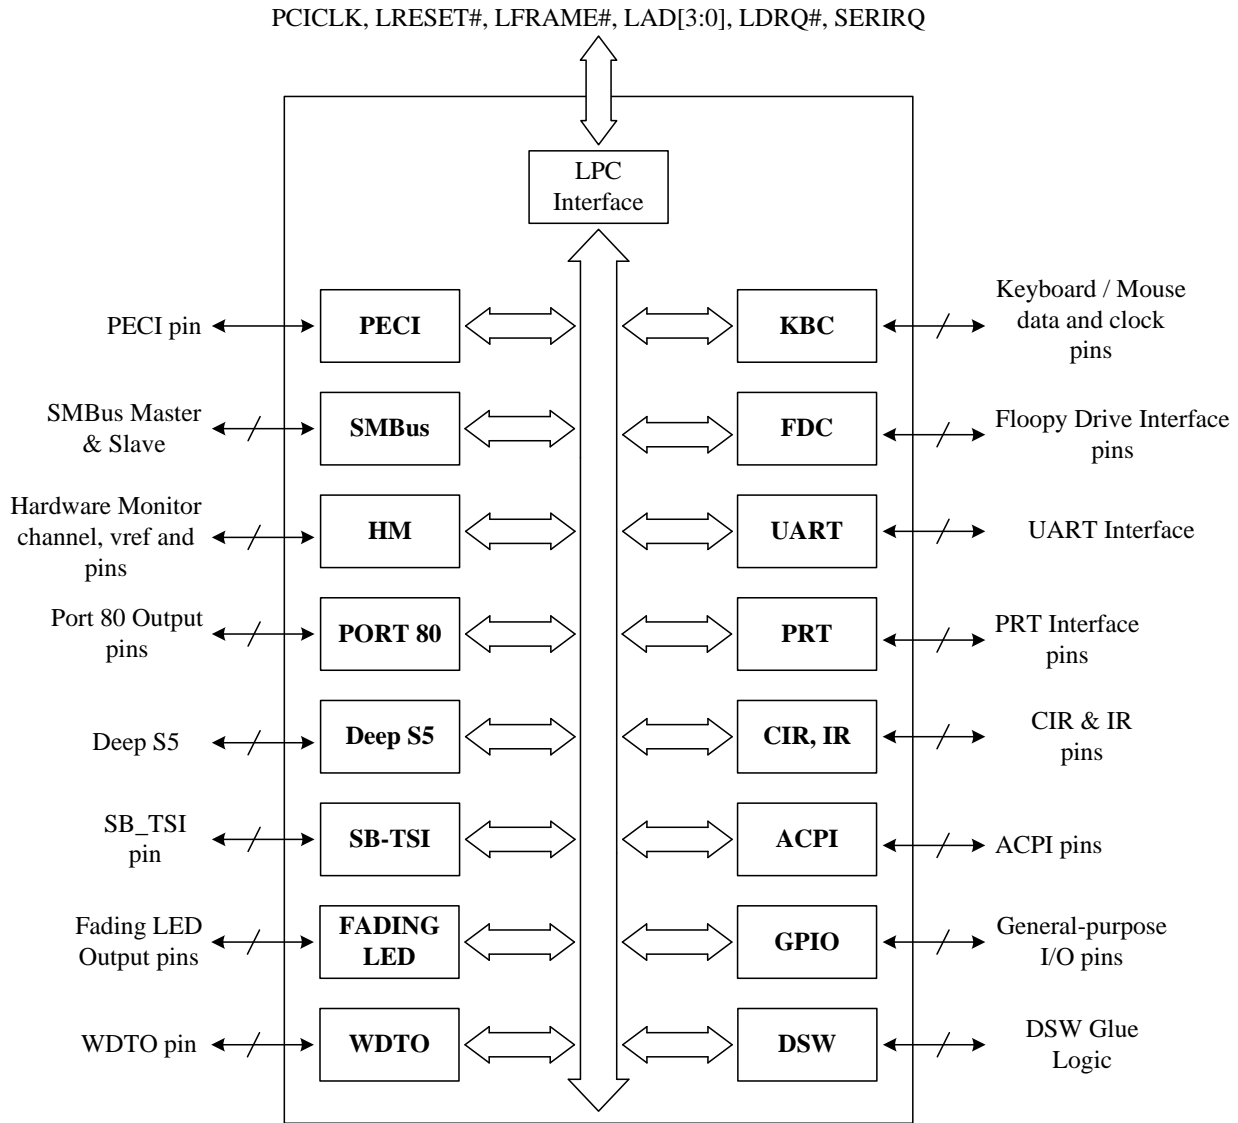 PCICLK, LRESET#, LFRAME#, LAD[3:0], LDRQ#, SERIRQ
LPC
Interface
PECI pin
PECI
KBC
Keyboard / Mouse
data and clock
pins
SMBus Master
& Slave
SMBus
FDC
Floopy Drive Interface
pins
Hardware Monitor
channel, vref and
pins
HM
UART
UART Interface
Port 80 Output
pins
PORT 80
PRT
PRT Interface
pins
Deep S5
Deep S5
CIR, IR
CIR & IR
pins
SB_TSI
pin
SB-TSI
ACPI
ACPI pins
Fading LED
Output pins
FADING
LED
GPIO
General-purpose
I/O pins
WDTO pin
WDTO
DSW
DSW Glue
Logic